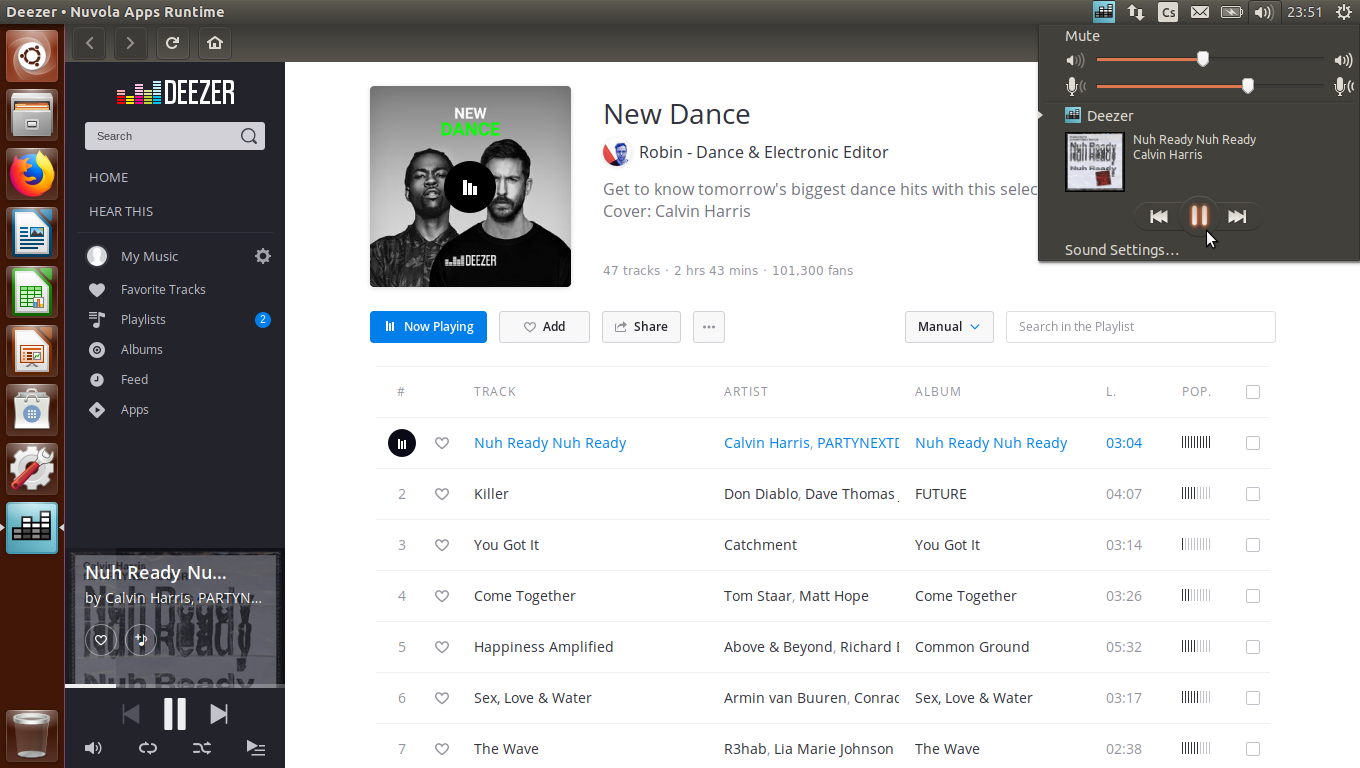 Deezer • Nuvola Apps Runtime
Cs
23:51
Mute
Deezer
Nuh Ready Nuh Ready
Calvin Harris
Sound Settings...
DEEZER
Search
HOME
HEAR THIS
My Music
Favorite Tracks
Playlists 2
Albums
Feed
Apps
Nuh Ready Nu...
by Calvin Harris, PARTYN...
NEW
DANCE
DEEZER
New Dance
Robin - Dance & Electronic Editor
Get to know tomorrow's biggest dance hits with this selec
Cover: Calvin Harris
47 tracks · 2 hrs 43 mins · 101,300 fans
Now Playing Add Share ... Manual Search in the Playlist
# TRACK ARTIST ALBUM L. POP.
Nuh Ready Nuh Ready Calvin Harris, PARTYNEXTD Nuh Ready Nuh Ready 03:04
2 Killer Don Diablo, Dave Thomas FUTURE 04:07
3 You Got It Catchment You Got It 03:14
4 Come Together Tom Staar, Matt Hope Come Together 03:26
5 Happiness Amplified Above & Beyond, Richard Common Ground 05:32
6 Sex, Love & Water Armin van Buuren, Conrad Sex, Love & Water 03:17
7 The Wave R3hab, Lia Marie Johnson The Wave 02:38